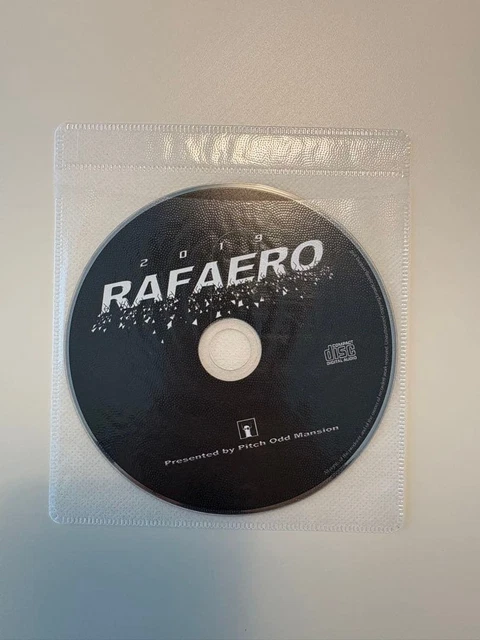 2019
RAFAERO
COMPACT
disc
DIGITAL AUDIO
Presented by Pitch Odd Mansion